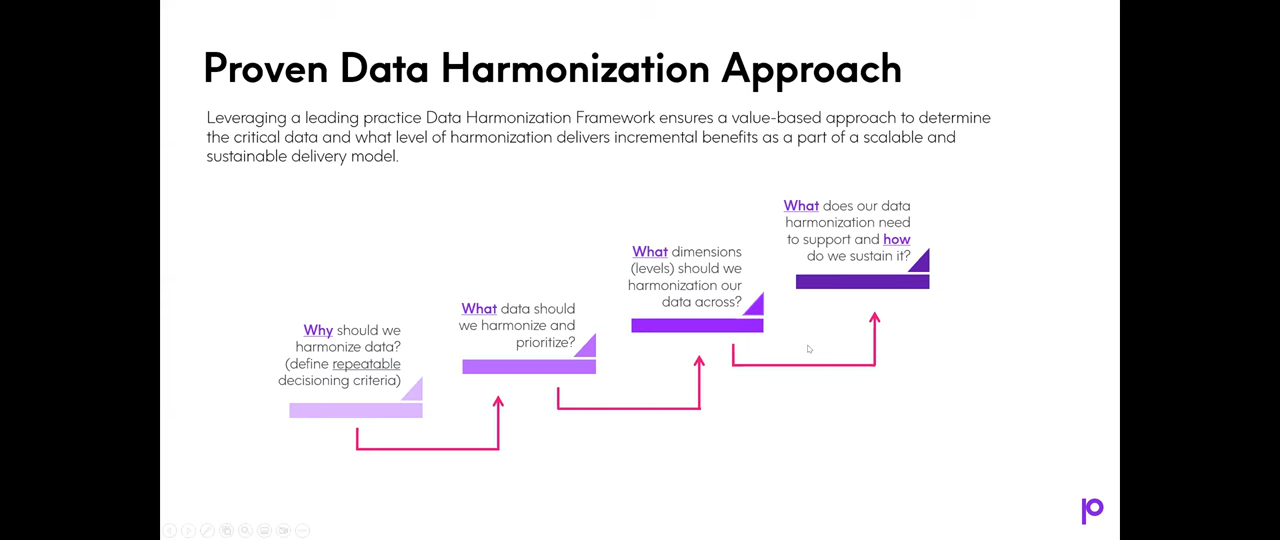 Proven Data Harmonization Approach
Leveraging a leading practice Data Harmonization Framework ensures a value-based approach to determine
the critical data and what level of harmonization delivers incremental benefits as a part of a scalable and
sustainable delivery model.
Why should we
harmonize data?
(define repeatable
decisioning criteria)
What data should
we harmonize and
prioritize?
What dimensions
(levels) should we
harmonization our
data across?
What does our data
harmonization need
to support and how
do we sustain it?